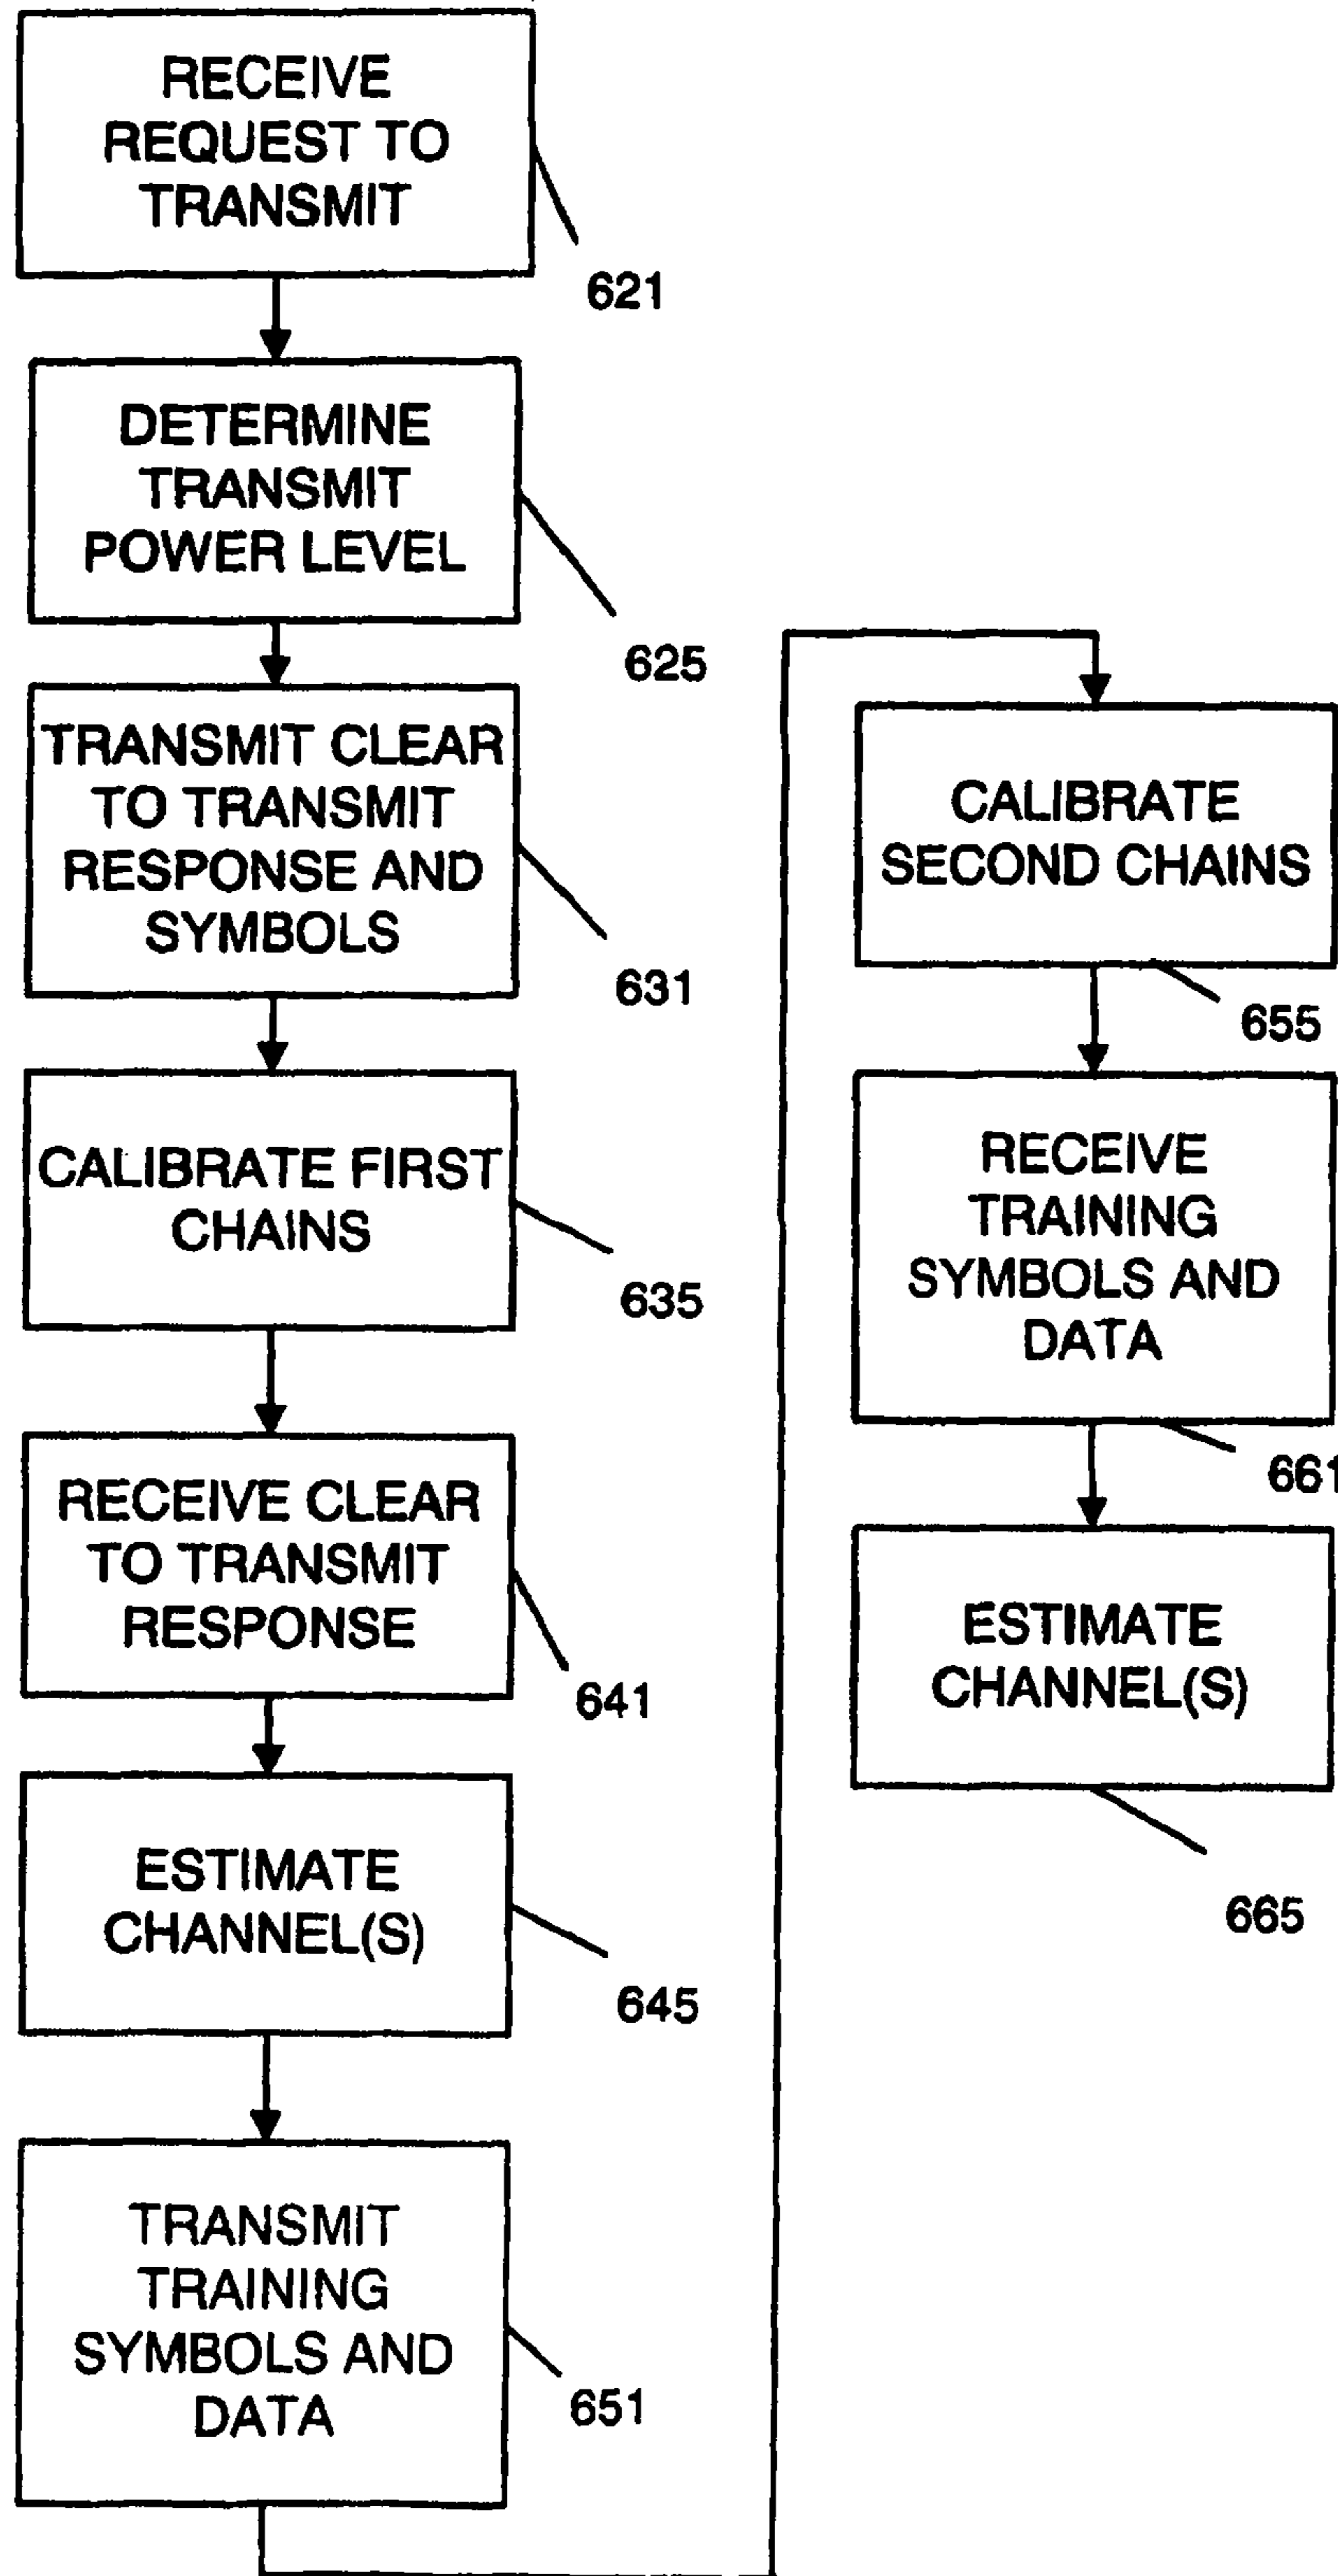 RECEIVE
REQUEST TO
TRANSMIT
621
DETERMINE
TRANSMIT
POWER LEVEL
625
TRANSMIT CLEAR
TO TRANSMIT
RESPONSE AND
SYMBOLS
631
CALIBRATE FIRST
CHAINS
635
RECEIVE CLEAR
TO TRANSMIT
RESPONSE
641
ESTIMATE
CHANNEL(S)
645
TRANSMIT
TRAINING
SYMBOLS AND
DATA
651
CALIBRATE
SECOND CHAINS
655
RECEIVE
TRAINING
SYMBOLS AND
DATA
661
ESTIMATE
CHANNEL(S)
665